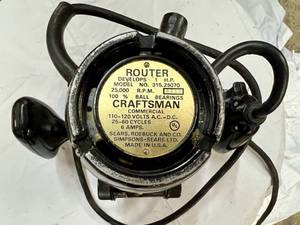 ROUTER
DEVELOPS 1 H.P.
MODEL NO. 315.25070
25,000 R.P.M.
100 % BALL BEARINGS
CRAFTSMAN
COMMERCIAL
110-120 VOLTS A.C.-D.C.
25-60 CYCLES
6 AMPS.
SEARS, ROEBUCK AND CO.
SIMPSONS-SEARS LTD.
MADE IN U.S.A.